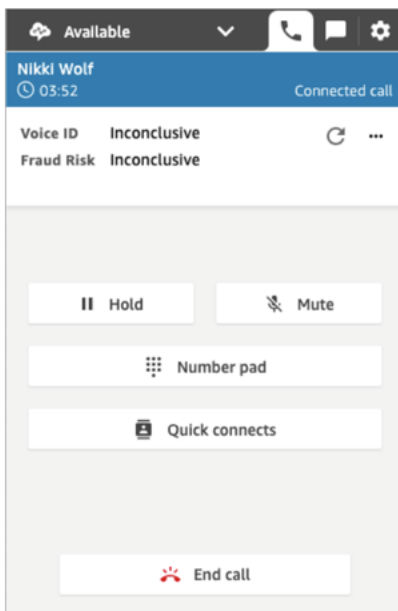 Available
Nikki Wolf
03:52 Connected call
Voice ID Inconclusive
Fraud Risk Inconclusive
Hold Mute
Number pad
Quick connects
End call